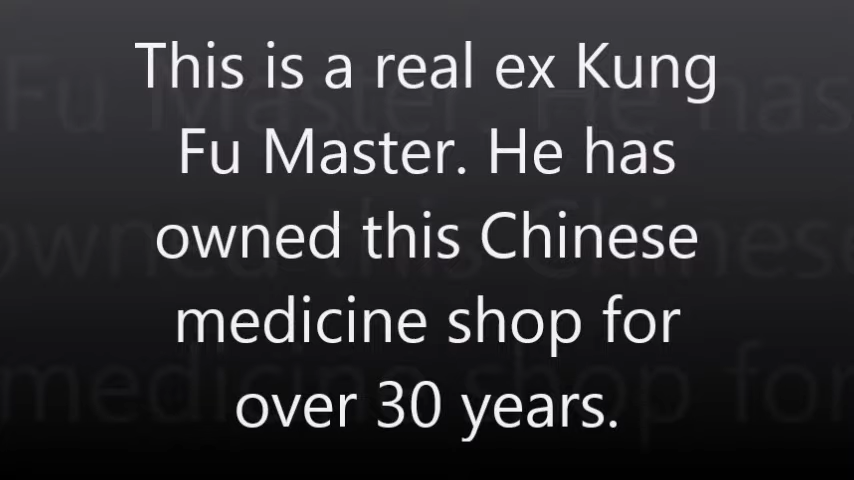 This is a real ex Kung
Fu Master. He has
owned this Chinese
medicine shop for
over 30 years.